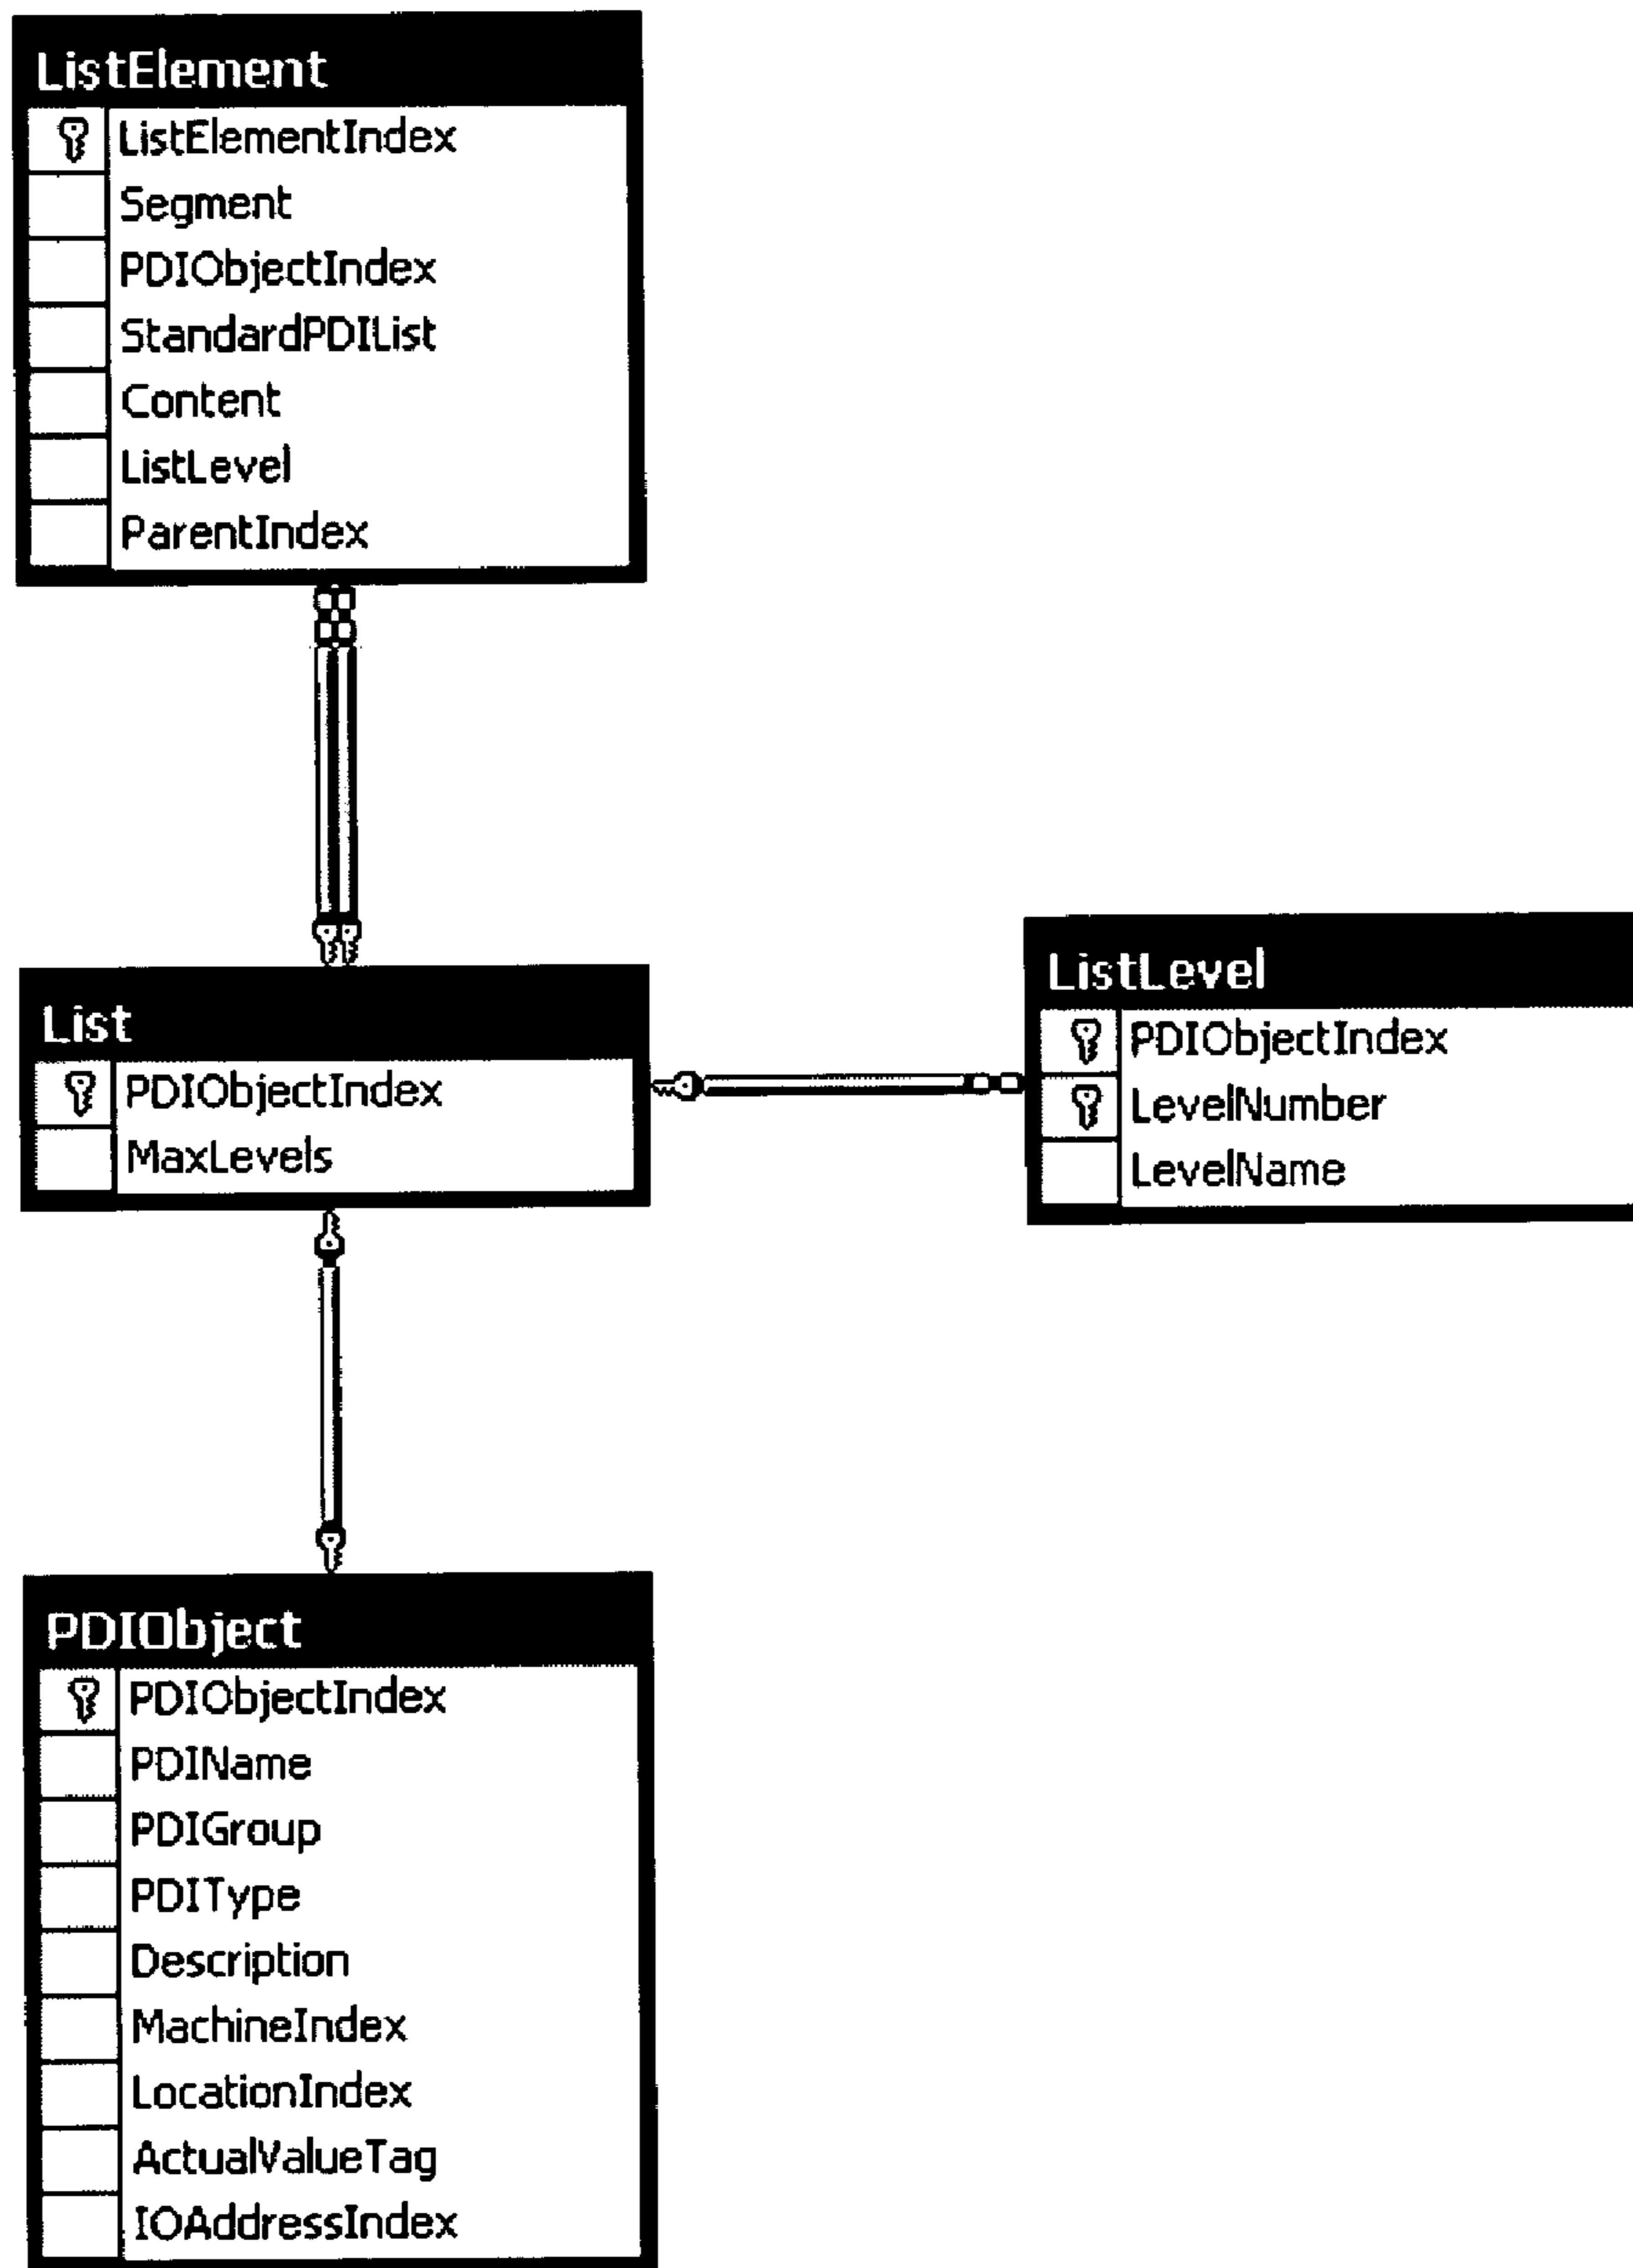 ListElement
ListElementIndex
Segment
PDIObjectIndex
StandardPDIList
Content
ListLevel
ParentIndex
List
PDIObjectIndex
MaxLevels
ListLevel
PDIObjectIndex
LevelNumber
LevelName
PDIObject
PDIObjectIndex
PDIName
PDIGroup
PDIType
Description
MachineIndex
LocationIndex
ActualValueTag
IOAddressIndex